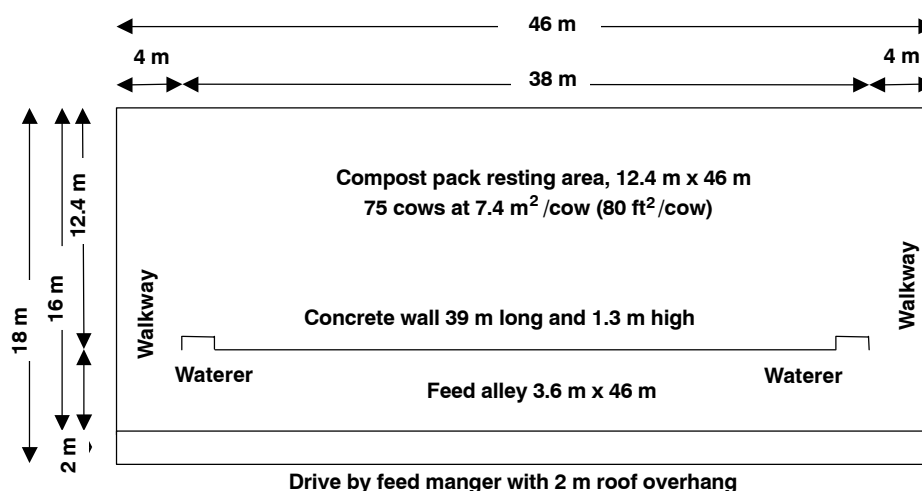 46 m
4 m
4 m
38 m
Compost pack resting area, 12.4 m x 46 m
75 cows at 7.4 m² /cow (80 ft² /cow)
12.4 m
16 m
18 m
Walkway
Walkway
Concrete wall 39 m long and 1.3 m high
Waterer
Waterer
Feed alley 3.6 m x 46 m
2 m
Drive by feed manger with 2 m roof overhang